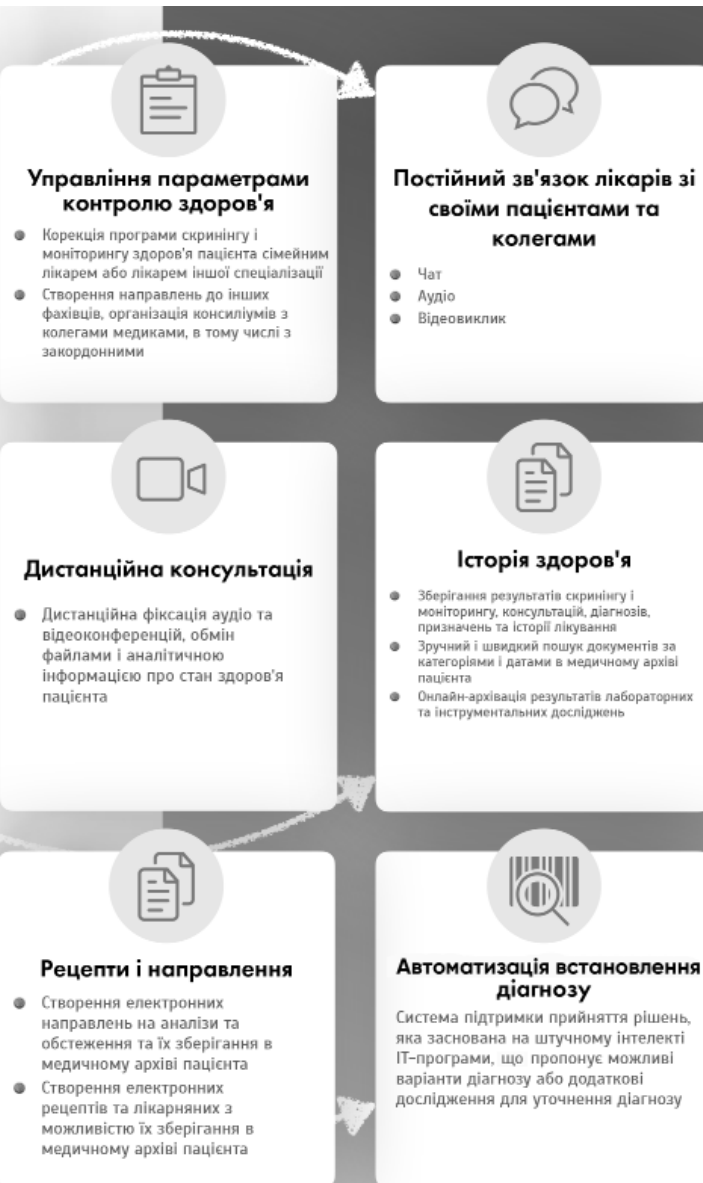 Управління параметрами
контролю здоров'я
Корекція програми скринінгу і
моніторингу здоров'я пацієнта сімейним
лікарем або лікарем іншої спеціалізації
Створення направлень до інших
фахівців, організація консиліумів з
колегами медиками, в тому числі з
закордонними
Постійний зв'язок лікарів зі
своїми пацієнтами та
колегами
Чат
Аудіо
Відеовиклик
Дистанційна консультація
Дистанційна фіксація аудіо та
відеоконференцій, обмін
файлами і аналітичною
інформацією про стан здоров'я
пацієнта
Історія здоров'я
Зберігання результатів скринінгу і
моніторингу, консультацій, діагнозів,
призначень та історії лікування
Зручний і швидкий пошук документів за
категоріями і датами в медичному архіві
пацієнта
Онлайн-архівація результатів лабораторних
та інструментальних досліджень
Рецепти і направлення
Створення електронних
направлень на аналізи та
обстеження та їх зберігання в
медичному архіві пацієнта
Створення електронних
рецептів та лікарняних з
можливістю їх зберігання в
медичному архіві пацієнта
Автоматизація встановлення
діагнозу
Система підтримки прийняття рішень,
яка заснована на штучному інтелекті
ІТ-програми, що пропонує можливі
варіанти діагнозу або додаткові
дослідження для уточнення діагнозу